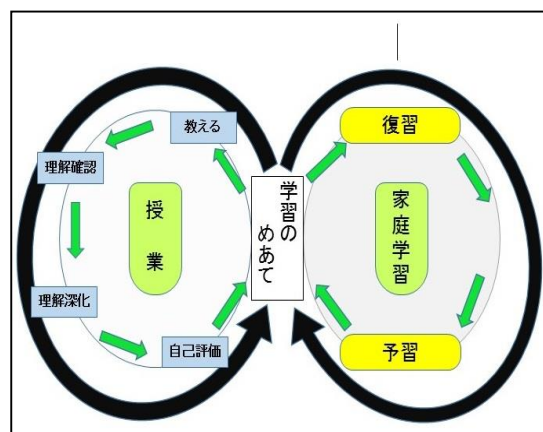 教える
理解確認
授業
理解深化
自己評価
学習の
めあて
復習
家庭学習
予習